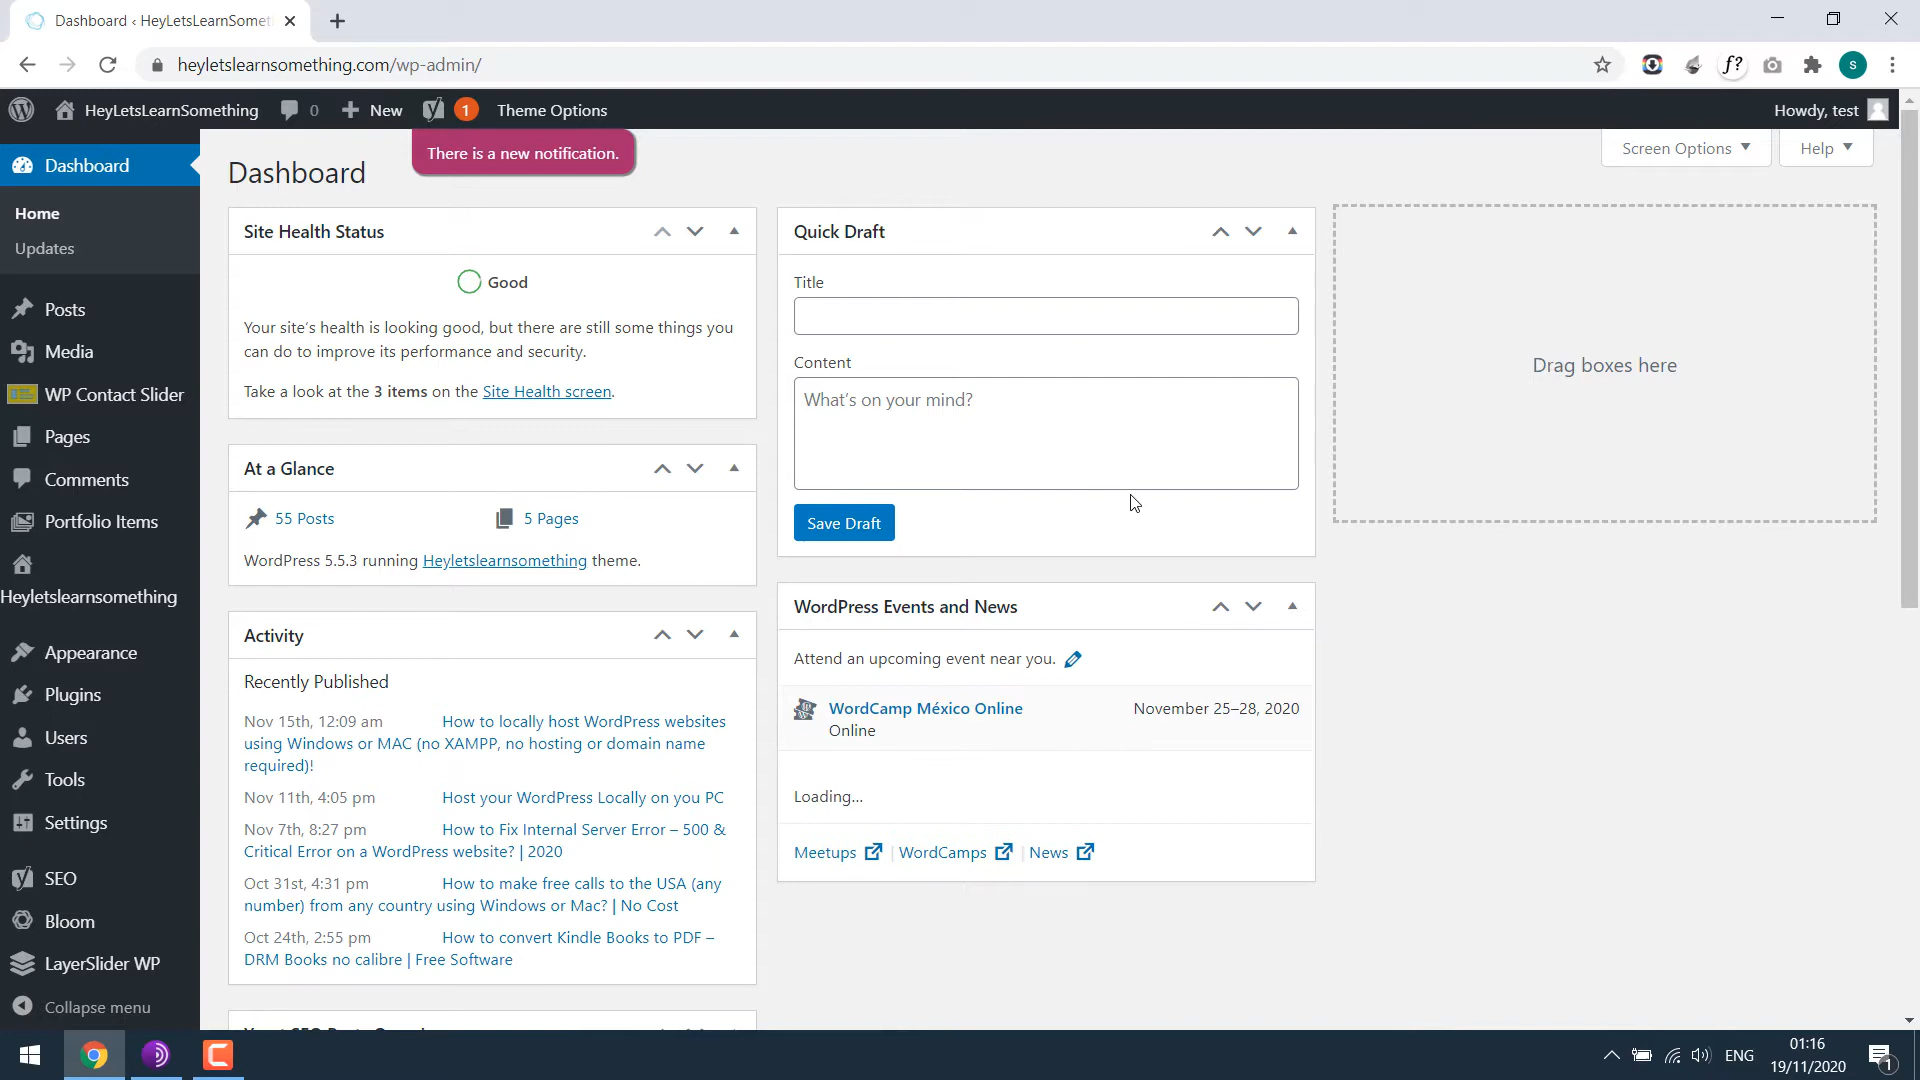 Dashboard ‹ HeyLetsLearnSomet
heyletslearnsomething.com/wp-admin/
f?
s
HeyLetsLearnSomething
0
New
1
Theme Options
Howdy, test
There is a new notification.
Screen Options
Help
Dashboard
Dashboard
Home
Updates
Posts
Media
WP Contact Slider
Pages
Comments
Portfolio Items
Heyletslearnsomething
Appearance
Plugins
Users
Tools
Settings
SEO
Bloom
LayerSlider WP
Collapse menu
Site Health Status
Good
Your site's health is looking good, but there are still some things you
can do to improve its performance and security.
Take a look at the 3 items on the Site Health screen.
At a Glance
55 Posts
5 Pages
WordPress 5.5.3 running Heyletslearnsomething theme.
Activity
Recently Published
Nov 15th, 12:09 am How to locally host WordPress websites
using Windows or MAC (no XAMPP, no hosting or domain name
required)!
Nov 11th, 4:05 pm Host your WordPress Locally on you PC
Nov 7th, 8:27 pm How to Fix Internal Server Error – 500 &
Critical Error on a WordPress website? | 2020
Oct 31st, 4:31 pm How to make free calls to the USA (any
number) from any country using Windows or Mac? | No Cost
Oct 24th, 2:55 pm How to convert Kindle Books to PDF –
DRM Books no calibre | Free Software
Quick Draft
Title
Content
What's on your mind?
Save Draft
WordPress Events and News
Attend an upcoming event near you.
WordCamp México Online
November 25–28, 2020
Online
Loading...
Meetups | WordCamps | News
Drag boxes here
ENG
01:16
19/11/2020
1